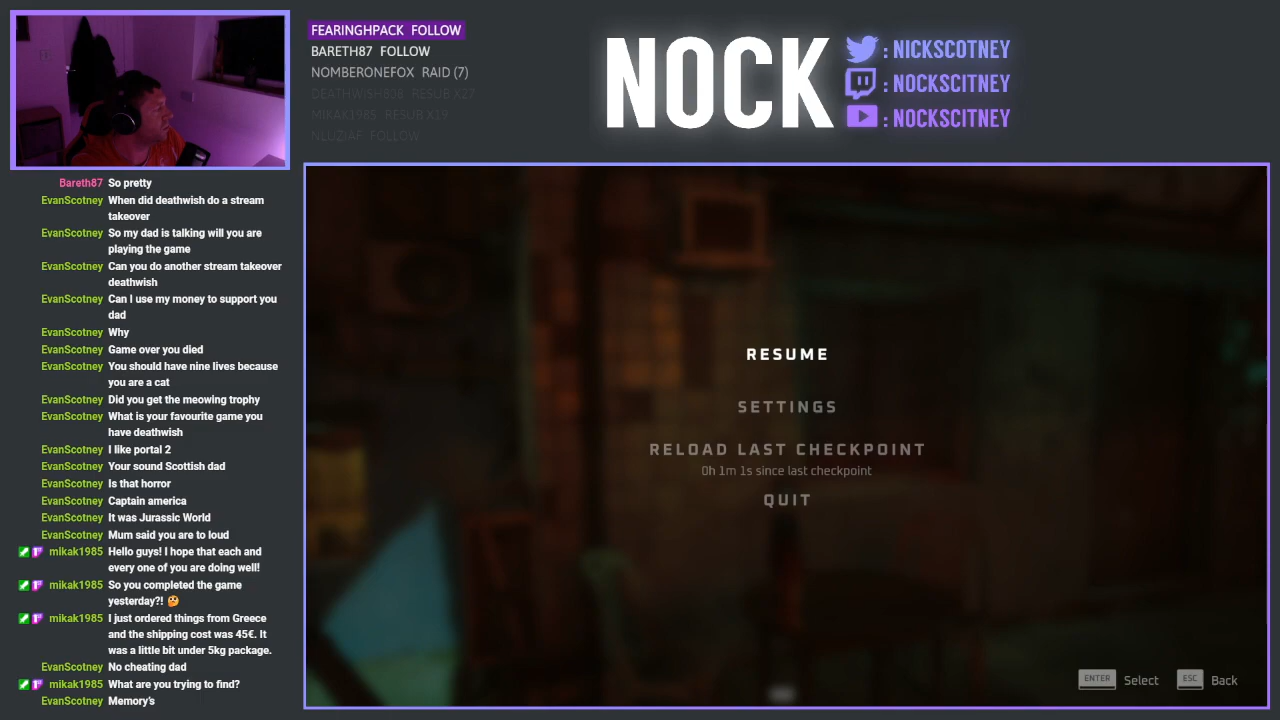 FEARINGHPACK FOLLOW
BARETH87 FOLLOW
NOMBERONEFOX RAID (7)
DEATHWISH808 RESUB X27
MIKAK1985 RESUB X19
NLUZIAF FOLLOW
NOCK
: NICKSCOTNEY
: NOCKSCITNEY
: NOCKSCITNEY
Bareth87 So pretty
EvanScotney When did deathwish do a stream
takeover
EvanScotney So my dad is talking will you are
playing the game
EvanScotney Can you do another stream takeover
deathwish
EvanScotney Can I use my money to support you
dad
EvanScotney Why
EvanScotney Game over you died
EvanScotney You should have nine lives because
you are a cat
EvanScotney Did you get the meowing trophy
EvanScotney What is your favourite game you
have deathwish
EvanScotney I like portal 2
EvanScotney Your sound Scottish dad
EvanScotney Is that horror
EvanScotney Captain america
EvanScotney It was Jurassic World
EvanScotney Mum said you are to loud
mikak1985 Hello guys! I hope that each and
every one of you are doing well!
mikak1985 So you completed the game
yesterday?! 🤔
mikak1985 I just ordered things from Greece
and the shipping cost was 45€. It
was a little bit under 5kg package.
EvanScotney No cheating dad
mikak1985 What are you trying to find?
EvanScotney Memory's
RESUME
SETTINGS
RELOAD LAST CHECKPOINT
0h 1m 1s since last checkpoint
QUIT
ENTER Select ESC Back